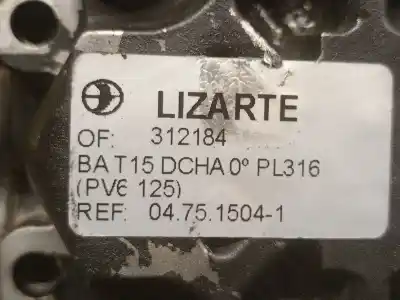 LIZARTE
OF: 312184
BA T15 DCHA 0º PL316
(PV6 125)
REF: 04.75.1504-1